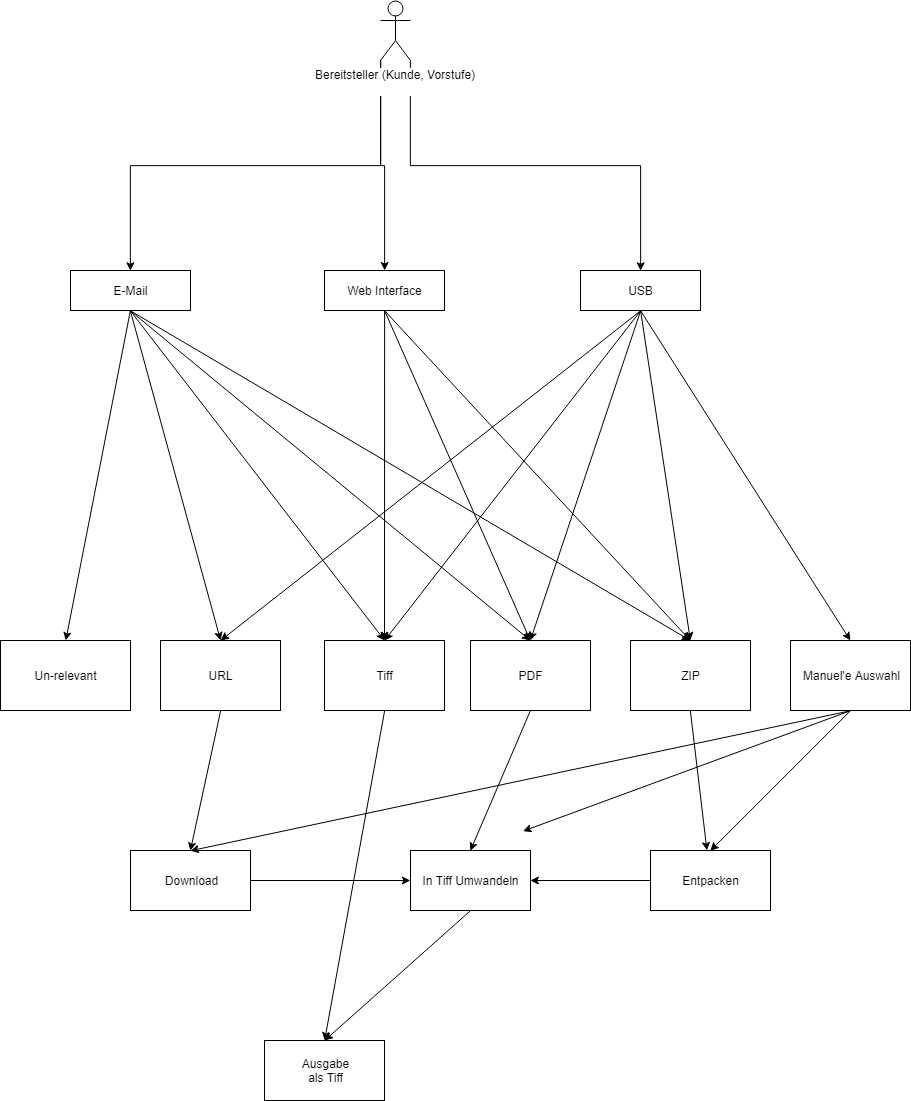 Bereitsteller (Kunde, Vorstufe)
E-Mail
Web Interface
USB
Un-relevant
URL
Tiff
PDF
ZIP
Manuel'e Auswahl
Download
In Tiff Umwandeln
Entpacken
Ausgabe
als Tiff